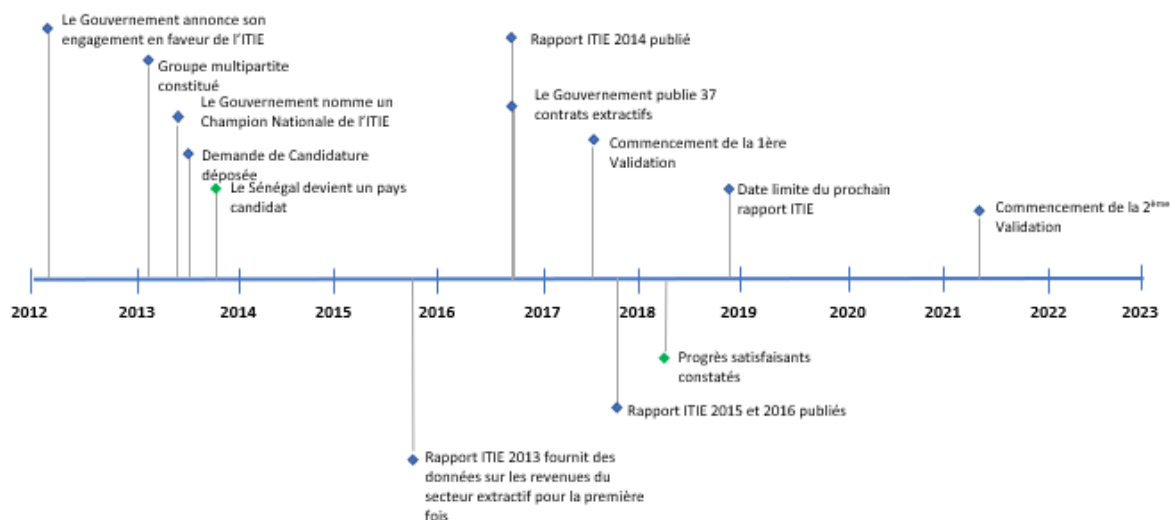 Le Gouvernement annonce son
engagement en faveur de l'ITIE
Groupe multipartite
constitué
Le Gouvernement nomme un
Champion Nationale de l'ITIE
Demande de Candidature
déposée
Le Sénégal devient un pays
candidat
Rapport ITIE 2014 publié
Le Gouvernement publie 37
contrats extractifs
Commencement de la 1ère
Validation
Date limite du prochain
rapport ITIE
Commencement de la 2ème
Validation
2012 2013 2014 2015 2016 2017 2018 2019 2020 2021 2022 2023
Progrès satisfaisants
constatés
Rapport ITIE 2015 et 2016 publiés
Rapport ITIE 2013 fournit des
données sur les revenues du
secteur extractif pour la première
fois